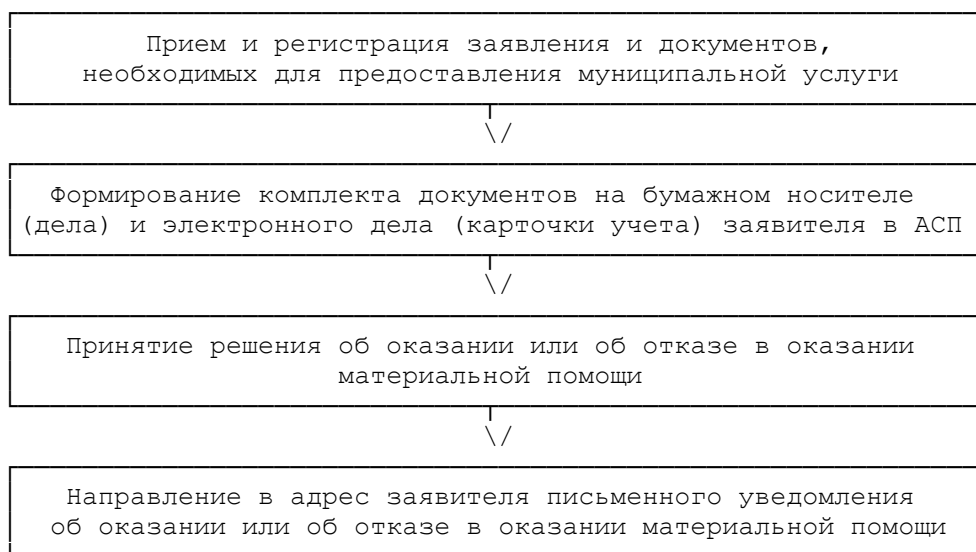 Прием и регистрация заявления и документов,
необходимых для предоставления муниципальной услуги
\/
Формирование комплекта документов на бумажном носителе
(дела) и электронного дела (карточки учета) заявителя в АСП
\/
Принятие решения об оказании или об отказе в оказании
материальной помощи
\/
Направление в адрес заявителя письменного уведомления
об оказании или об отказе в оказании материальной помощи